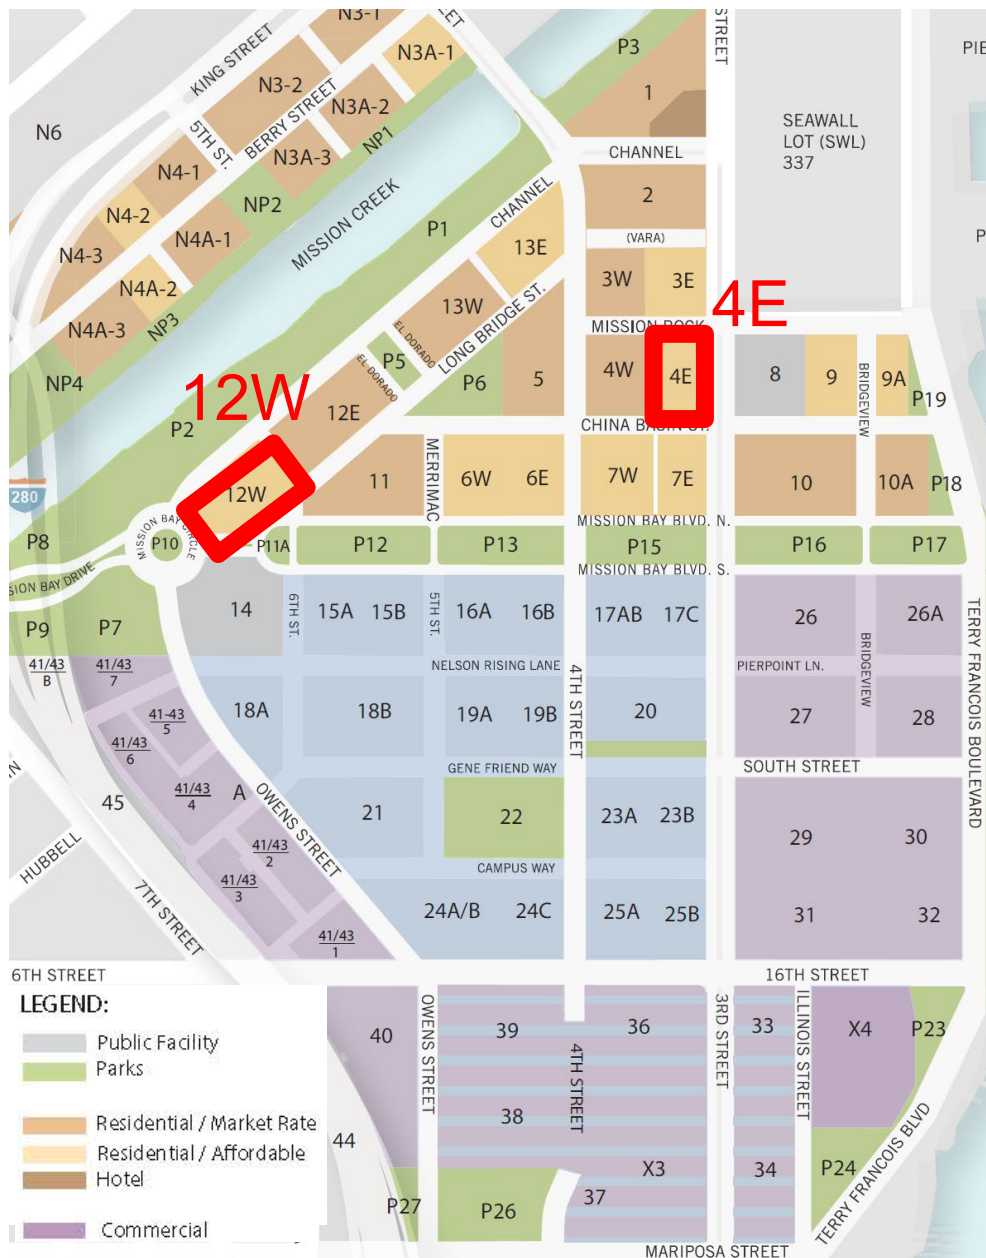 N3-1
STREET
P3
STREET
PIE
KING STREET
N3A-1
N3-2
BERRY STREET
N3A-2
1
N6
5TH ST.
NP1
SEAWALL
LOT (SWL)
337
N4-1
N3A-3
CHANNEL
NP2
MISSION CREEK
CHANNEL
2
N4-2
N4A-1
P1
(VARA)
P
N4-3
13E
N4A-2
3W
3E
13W
LONG BRIDGE ST.
4E
N4A-3
NP3
EL DORADO
MISSION ROCK
NP4
12W
EL DORADO
P5
P6
5
4W
4E
8
9
BRIDGEVIEW
9A
P19
12E
P2
CHINA BASIN ST.
280
12W
11
MERRIMAC
6W
6E
7W
7E
10
10A
P18
MISSION BAY BLVD. N.
P8
MISSION BAY CIRCLE
P10
P11A
P12
P13
P15
P16
P17
MISSION BAY BLVD. S.
SSION BAY DRIVE
P9
P7
14
6TH ST.
15A
15B
5TH ST.
16A
16B
17AB
17C
26
26A
TERRY FRANCOIS BOULEVARD
41/43
B
41/43
7
NELSON RISING LANE
4TH STREET
PIERPOINT LN.
BRIDGEVIEW
41-43
5
18A
18B
19A
19B
20
27
28
41/43
6
GENE FRIEND WAY
SOUTH STREET
45
41/43
4
A
OWENS STREET
21
22
23A
23B
29
30
HUBBELL
41/43
2
CAMPUS WAY
41/43
3
7TH STREET
24A/B
24C
25A
25B
31
32
41/43
1
6TH STREET
16TH STREET
LEGEND:
Public Facility
Parks
Residential / Market Rate
Residential / Affordable
Hotel
Commercial
40
OWENS STREET
39
4TH STREET
36
3RD STREET
33
ILLINOIS STREET
X4
P23
38
44
X3
34
P24
TERRY FRANCOIS BLVD
P27
P26
37
MARIPOSA STREET